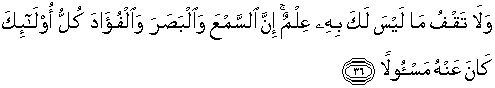 وَلَا تَقْفُ مَا لَيْسَ لَكَ بِهِۦ عِلْمٌ ۚ إِنَّ ٱلسَّمْعَ وَٱلْبَصَرَ وَٱلْفُؤَادَ كُلُّ أُو۟لَـٰٓئِكَ
كَانَ عَنْهُ مَسْـُٔولًا ﴿٣٦﴾